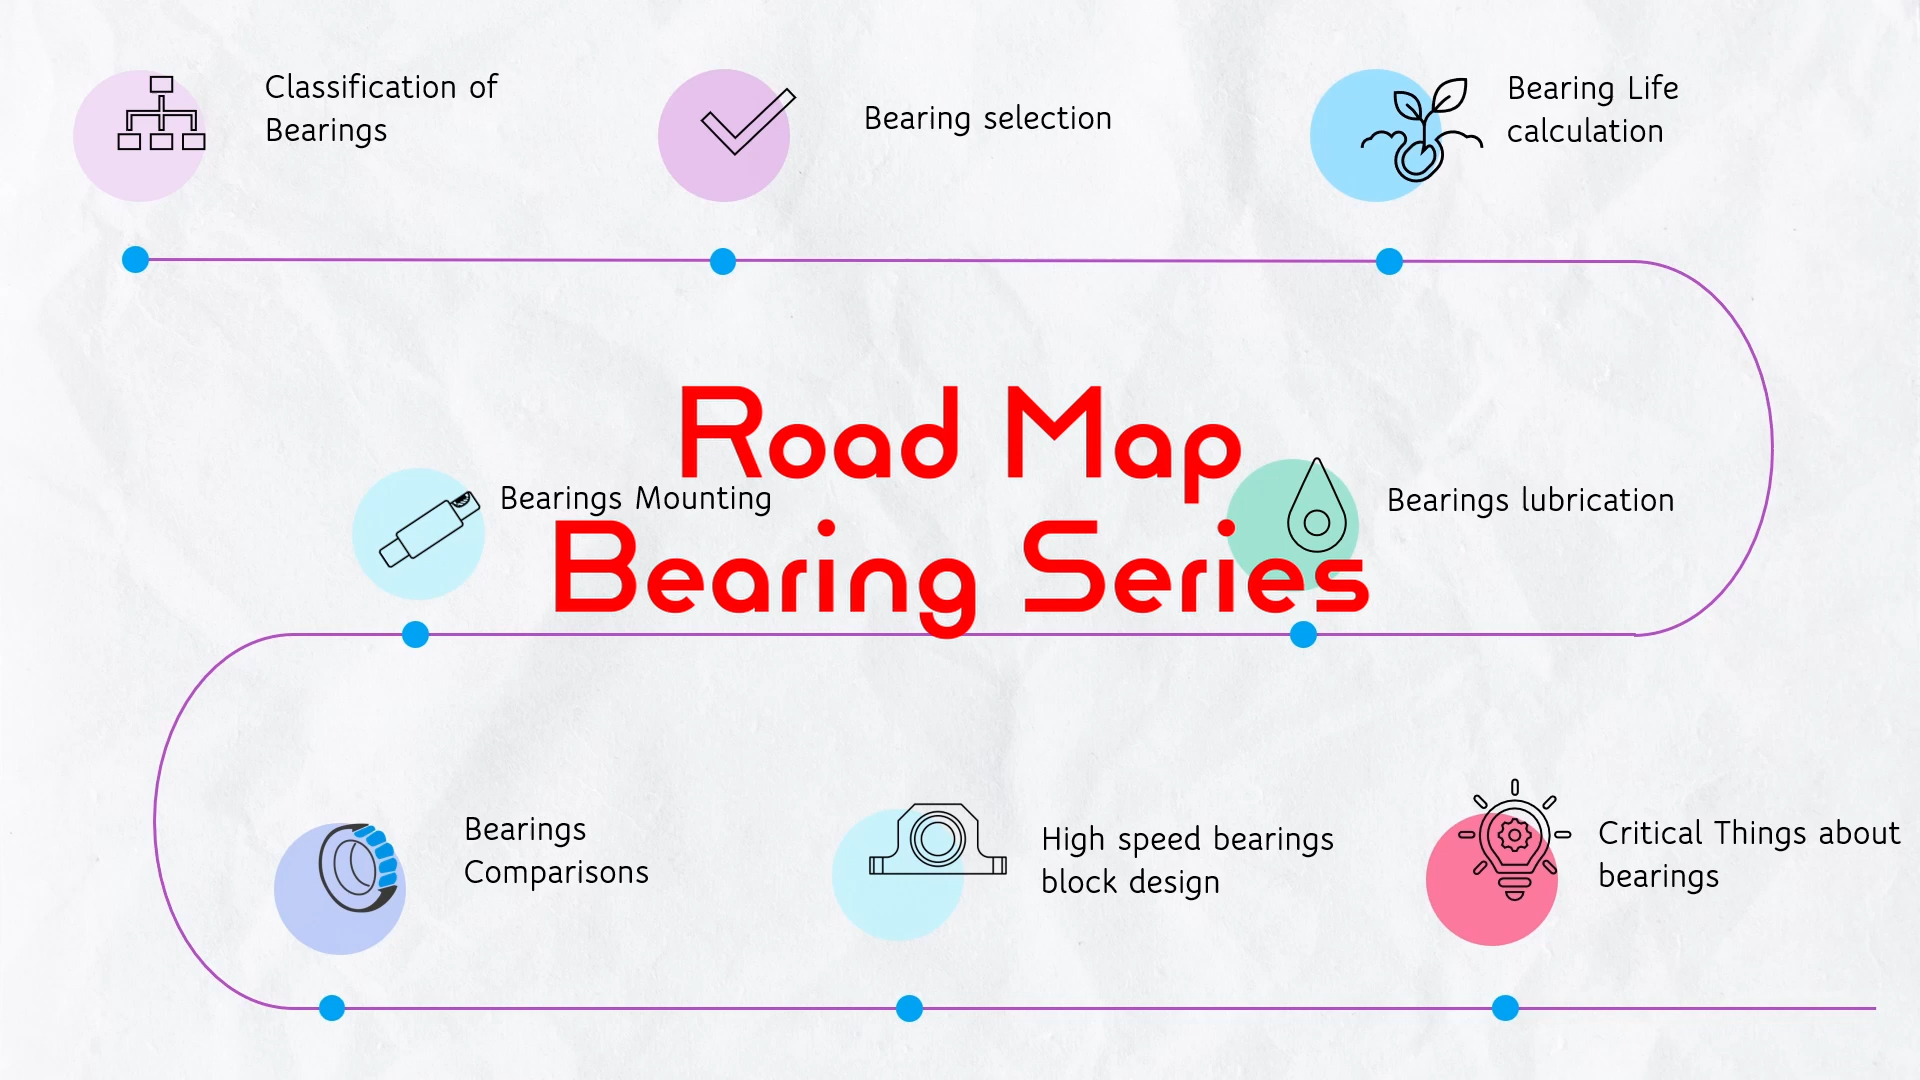 Classification of
Bearings
Bearing selection
Bearing Life
calculation
Road Map
Bearing Series
Bearings Mounting
Bearings lubrication
Bearings
Comparisons
High speed bearings
block design
Critical Things about
bearings